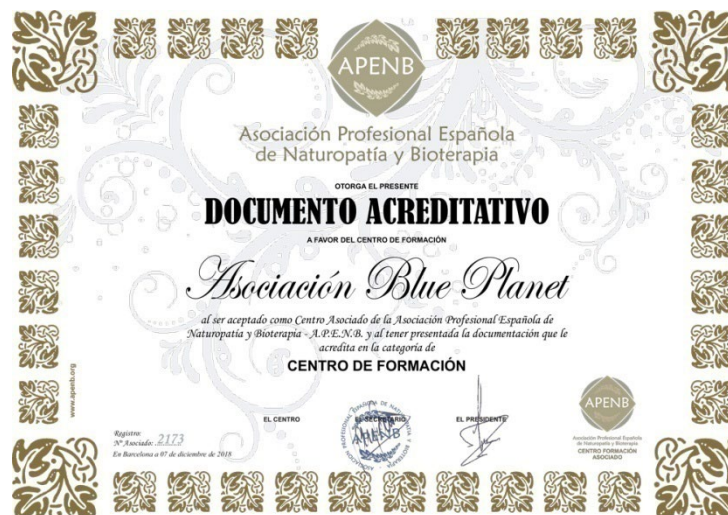 APENB
Asociación Profesional Española
de Naturopatía y Bioterapia
OTORGA EL PRESENTE
DOCUMENTO ACREDITATIVO
A FAVOR DEL CENTRO DE FORMACIÓN
Asociación Blue Planet
al ser aceptado como Centro Asociado de la Asociación Profesional Española de
Naturopatía y Bioterapia - A.P.E.N.B. y al tener presentada la documentación que le
acredita en la categoría de
CENTRO DE FORMACIÓN
www.apenb.org
EL CENTRO
EL SECRETARIO
EL PRESIDENTE
APENB
Registro:
Nº Asociado: 2173
En Barcelona a 07 de diciembre de 2018
APENB
Asociación Profesional Española
de Naturopatía y Bioterapia
CENTRO FORMACIÓN
ASOCIADO